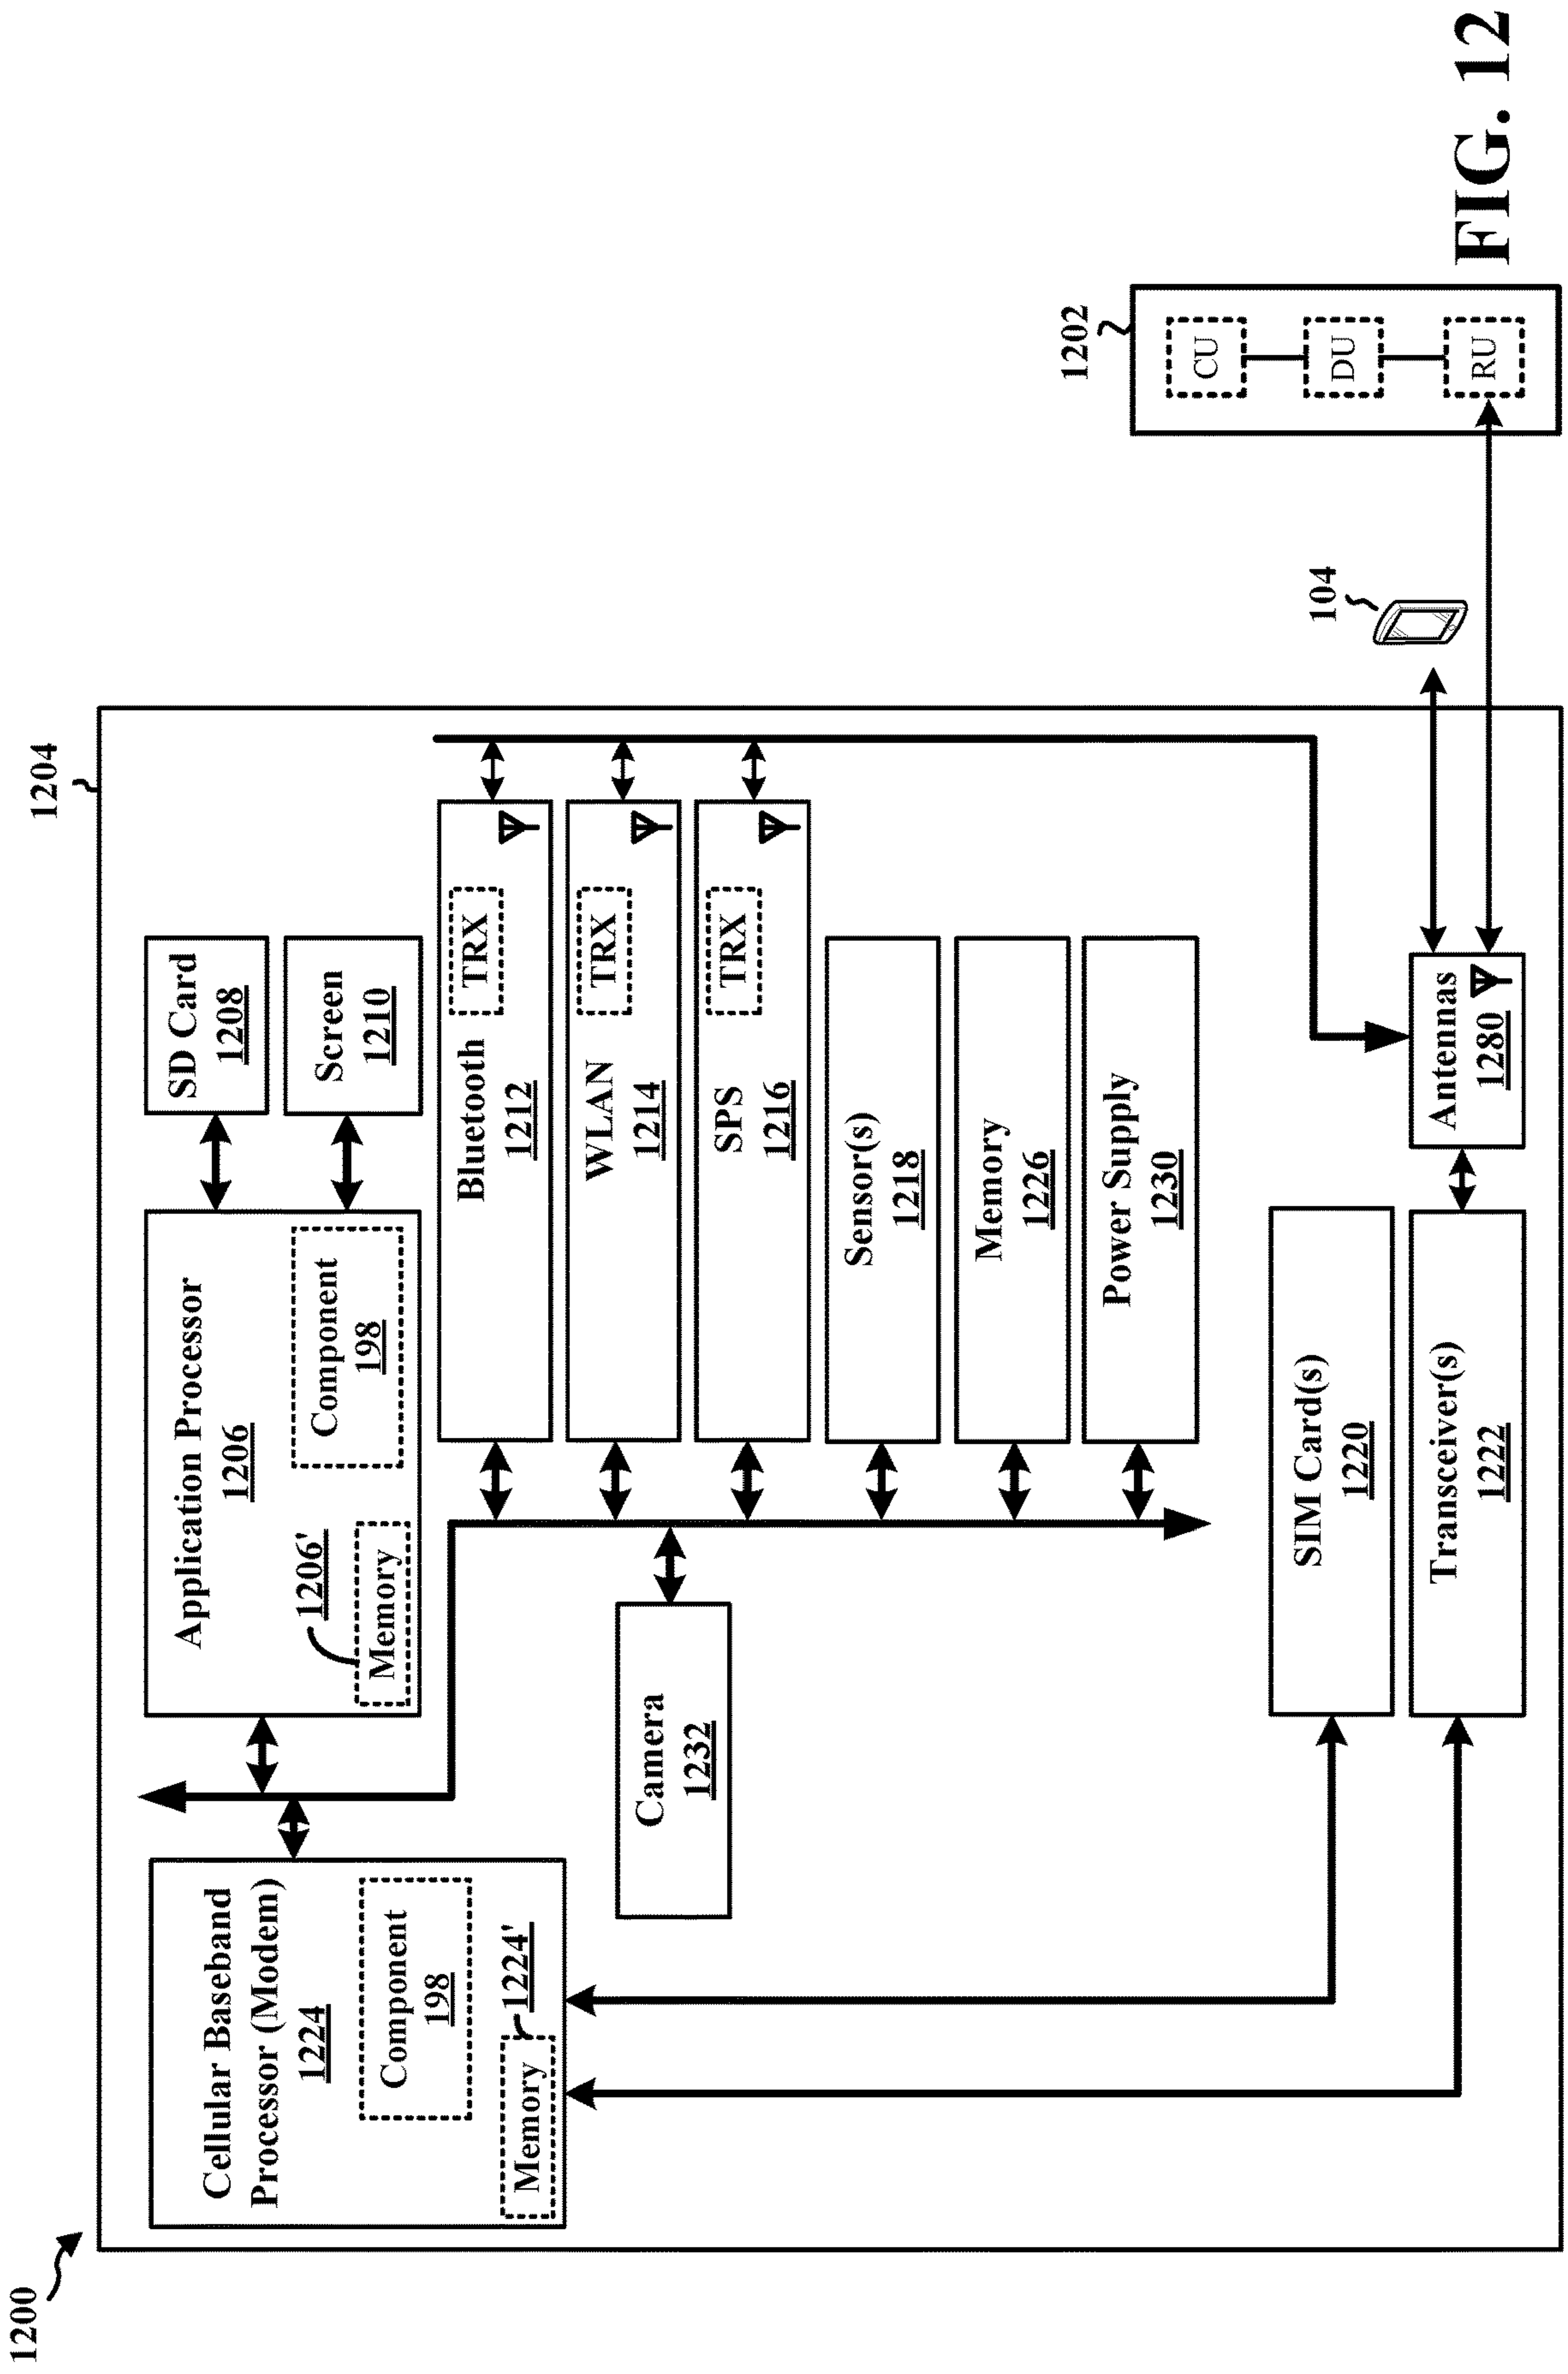 1200
1204
Cellular Baseband
Processor (Modem)
1224
Component
198
Memory
1224'
Application Processor
1206
1206'
Memory
Component
198
SD Card
1208
Screen
1210
Bluetooth
1212
TRX
WLAN
1214
TRX
SPS
1216
TRX
Camera
1232
Sensor(s)
1218
Memory
1226
Power Supply
1230
SIM Card(s)
1220
Transceiver(s)
1222
Antennas
1280
104
1202
CU
DU
RU
FIG. 12